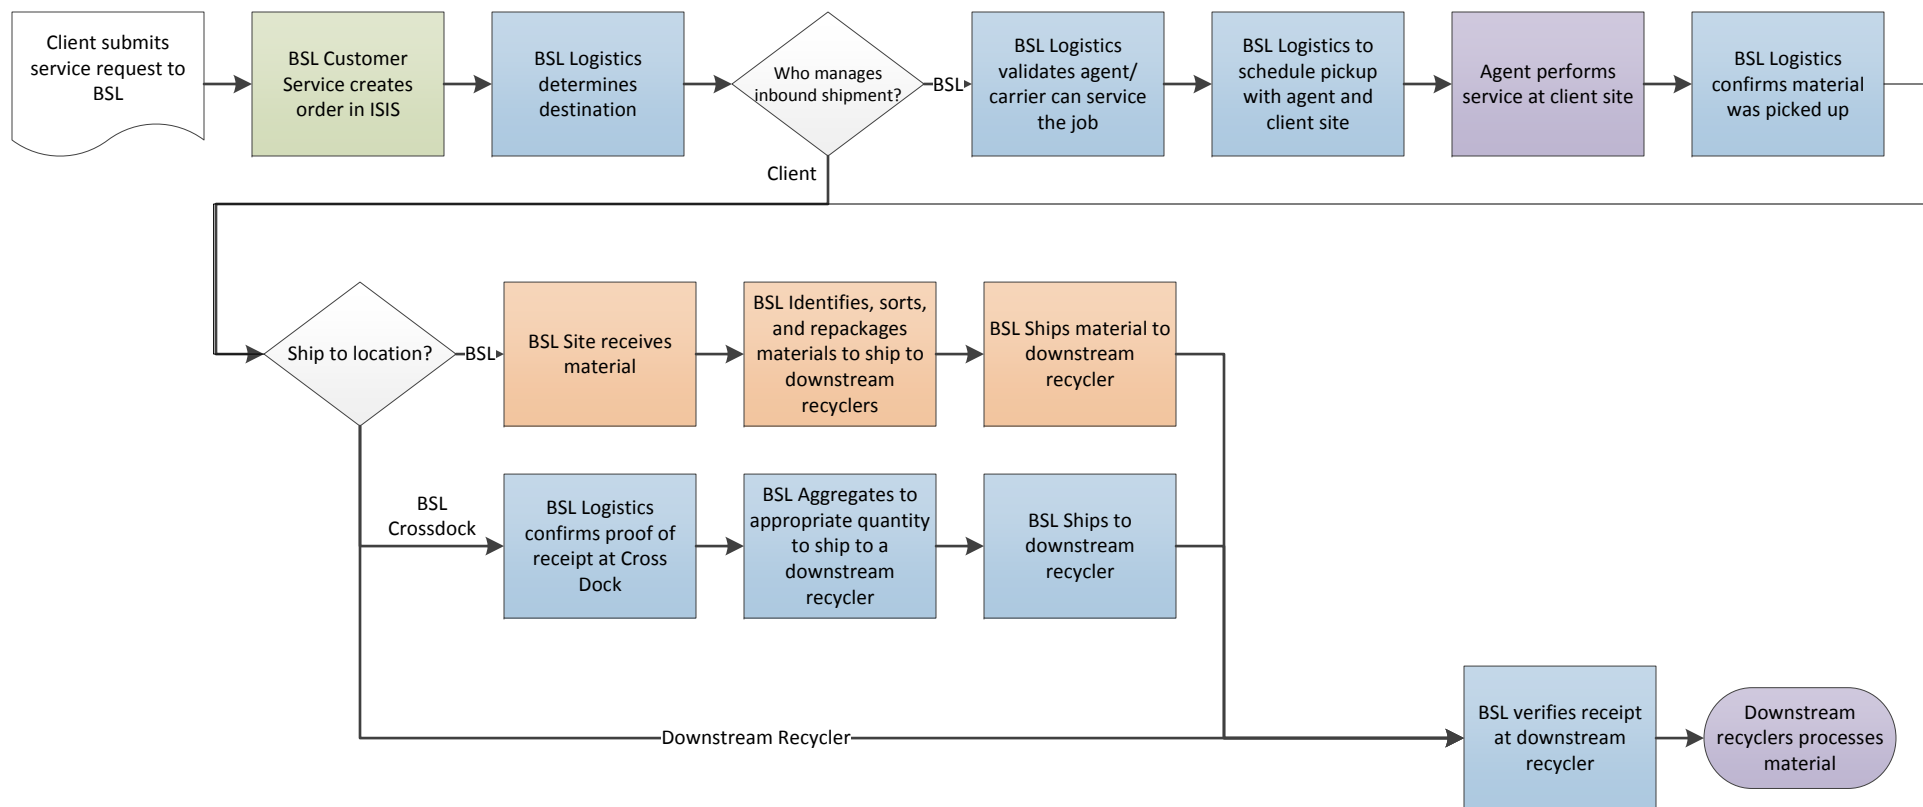 Client submits
service request to
BSL
BSL Customer
Service creates
order in ISIS
BSL Logistics
determines
destination
Who manages
inbound shipment?
BSL
BSL Logistics
validates agent/
carrier can service
the job
BSL Logistics to
schedule pickup
with agent and
client site
Agent performs
service at client site
BSL Logistics
confirms material
was picked up
Client
Ship to location?
BSL
BSL Site receives
material
BSL Identifies, sorts,
and repackages
materials to ship to
downstream
recyclers
BSL Ships material to
downstream
recycler
BSL
Crossdock
BSL Logistics
confirms proof of
receipt at Cross
Dock
BSL Aggregates to
appropriate quantity
to ship to a
downstream
recycler
BSL Ships to
downstream
recycler
Downstream Recycler
BSL verifies receipt
at downstream
recycler
Downstream
recyclers processes
material